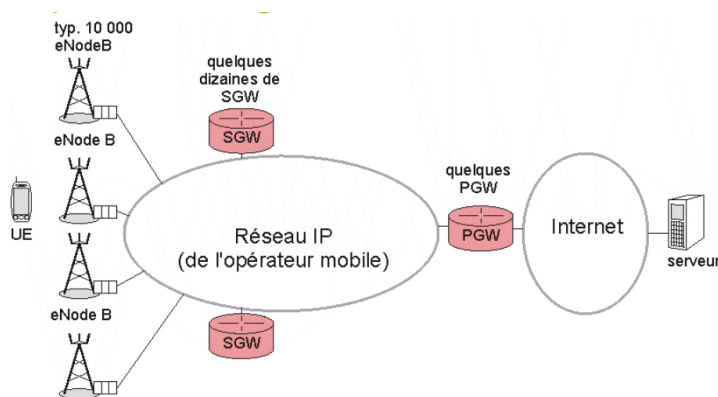 typ. 10 000
eNodeB
quelques
dizaines de
SGW
SGW
eNode B
quelques
PGW
UE
Réseau IP
(de l'opérateur mobile)
PGW
Internet
serveur
eNode B
SGW